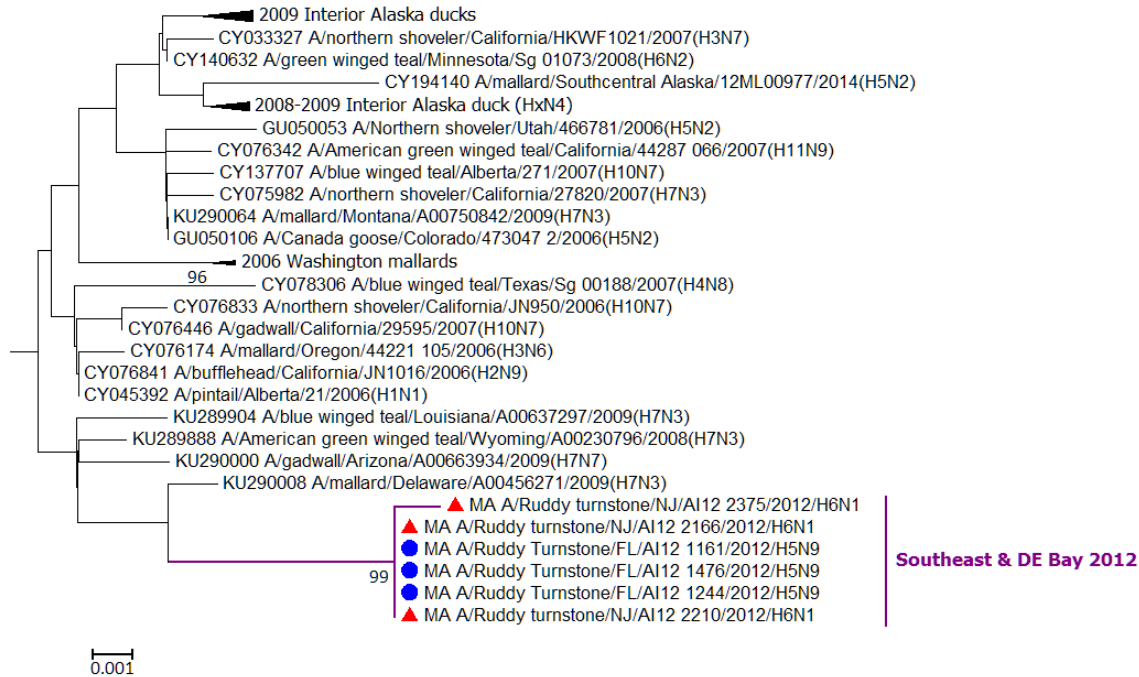 2009 Interior Alaska ducks
CY033327 A/northern shoveler/California/HKWF1021/2007(H3N7)
CY140632 A/green winged teal/Minnesota/Sg 01073/2008(H6N2)
CY194140 A/mallard/Southcentral Alaska/12ML00977/2014(H5N2)
2008-2009 Interior Alaska duck (HxN4)
GU050053 A/Northern shoveler/Utah/466781/2006(H5N2)
CY076342 A/American green winged teal/California/44287 066/2007(H11N9)
CY137707 A/blue winged teal/Alberta/271/2007(H10N7)
CY075982 A/northern shoveler/California/27820/2007(H7N3)
KU290064 A/mallard/Montana/A00750842/2009(H7N3)
GU050106 A/Canada goose/Colorado/473047 2/2006(H5N2)
2006 Washington mallards
96
CY078306 A/blue winged teal/Texas/Sg 00188/2007(H4N8)
CY076833 A/northern shoveler/California/JN950/2006(H10N7)
CY076446 A/gadwall/California/29595/2007(H10N7)
CY076174 A/mallard/Oregon/44221 105/2006(H3N6)
CY076841 A/bufflehead/California/JN1016/2006(H2N9)
CY045392 A/pintail/Alberta/21/2006(H1N1)
KU289904 A/blue winged teal/Louisiana/A00637297/2009(H7N3)
KU289888 A/American green winged teal/Wyoming/A00230796/2008(H7N3)
KU290000 A/gadwall/Arizona/A00663934/2009(H7N7)
KU290008 A/mallard/Delaware/A00456271/2009(H7N3)
MA A/Ruddy turnstone/NJ/AI12 2375/2012/H6N1
MA A/Ruddy turnstone/NJ/AI12 2166/2012/H6N1
MA A/Ruddy Turnstone/FL/AI12 1161/2012/H5N9
Southeast & DE Bay 2012
99
MA A/Ruddy Turnstone/FL/AI12 1476/2012/H5N9
MA A/Ruddy Turnstone/FL/AI12 1244/2012/H5N9
MA A/Ruddy turnstone/NJ/AI12 2210/2012/H6N1
0.001